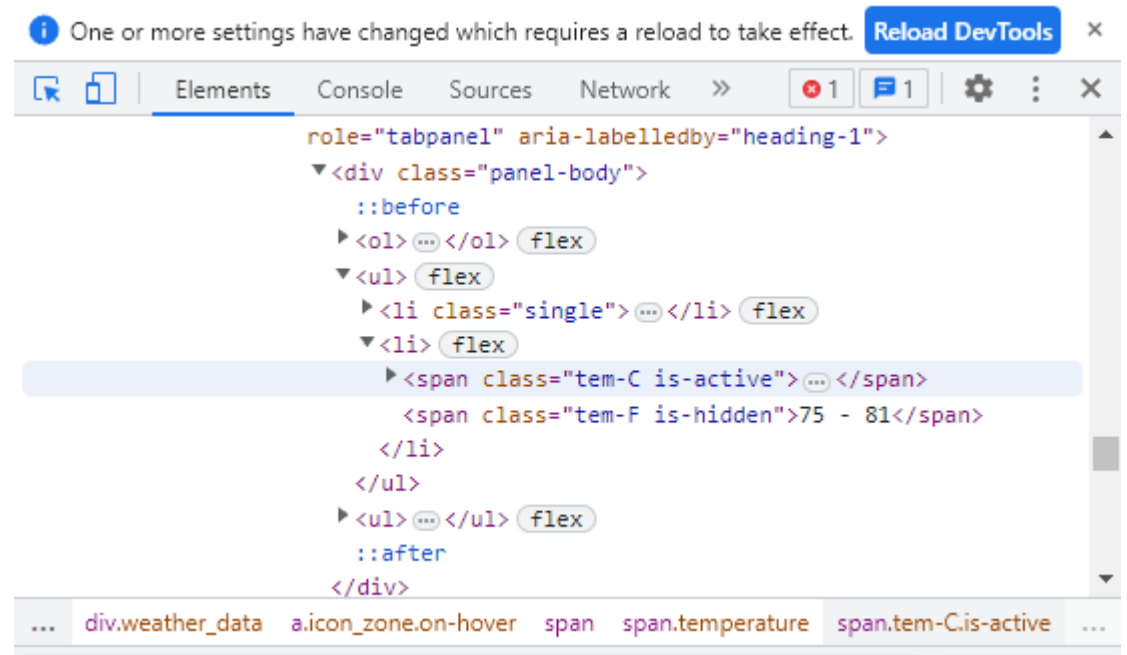 One or more settings have changed which requires a reload to take effect. Reload DevTools ×
Elements Console Sources Network » 1 1
role="tabpanel" aria-labelledby="heading-1">
▼<div class="panel-body">
::before
▶<ol>…</ol> flex
▼<ul> flex
▶<li class="single">…</li> flex
▼<li> flex
▶<span class="tem-C is-active">…</span>
<span class="tem-F is-hidden">75 - 81</span>
</li>
</ul>
▶<ul>…</ul> flex
::after
</div>
... div.weather_data a.icon_zone.on-hover span span.temperature span.tem-C.is-active ...